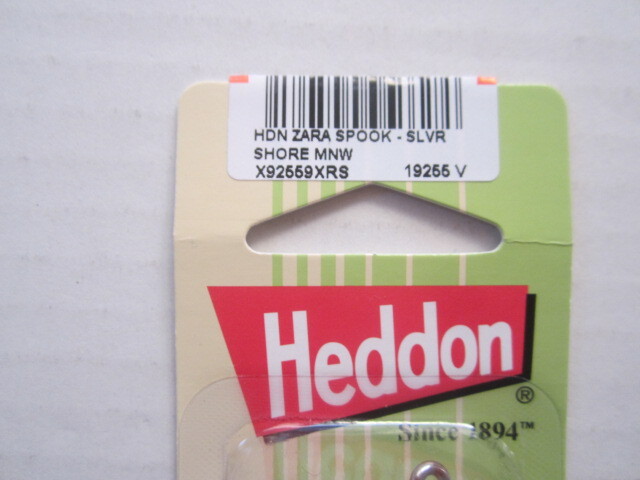 HDN ZARA SPOOK - SLVR
SHORE MNW
X92559XRS 19255 V
Heddon®
Since 1894™